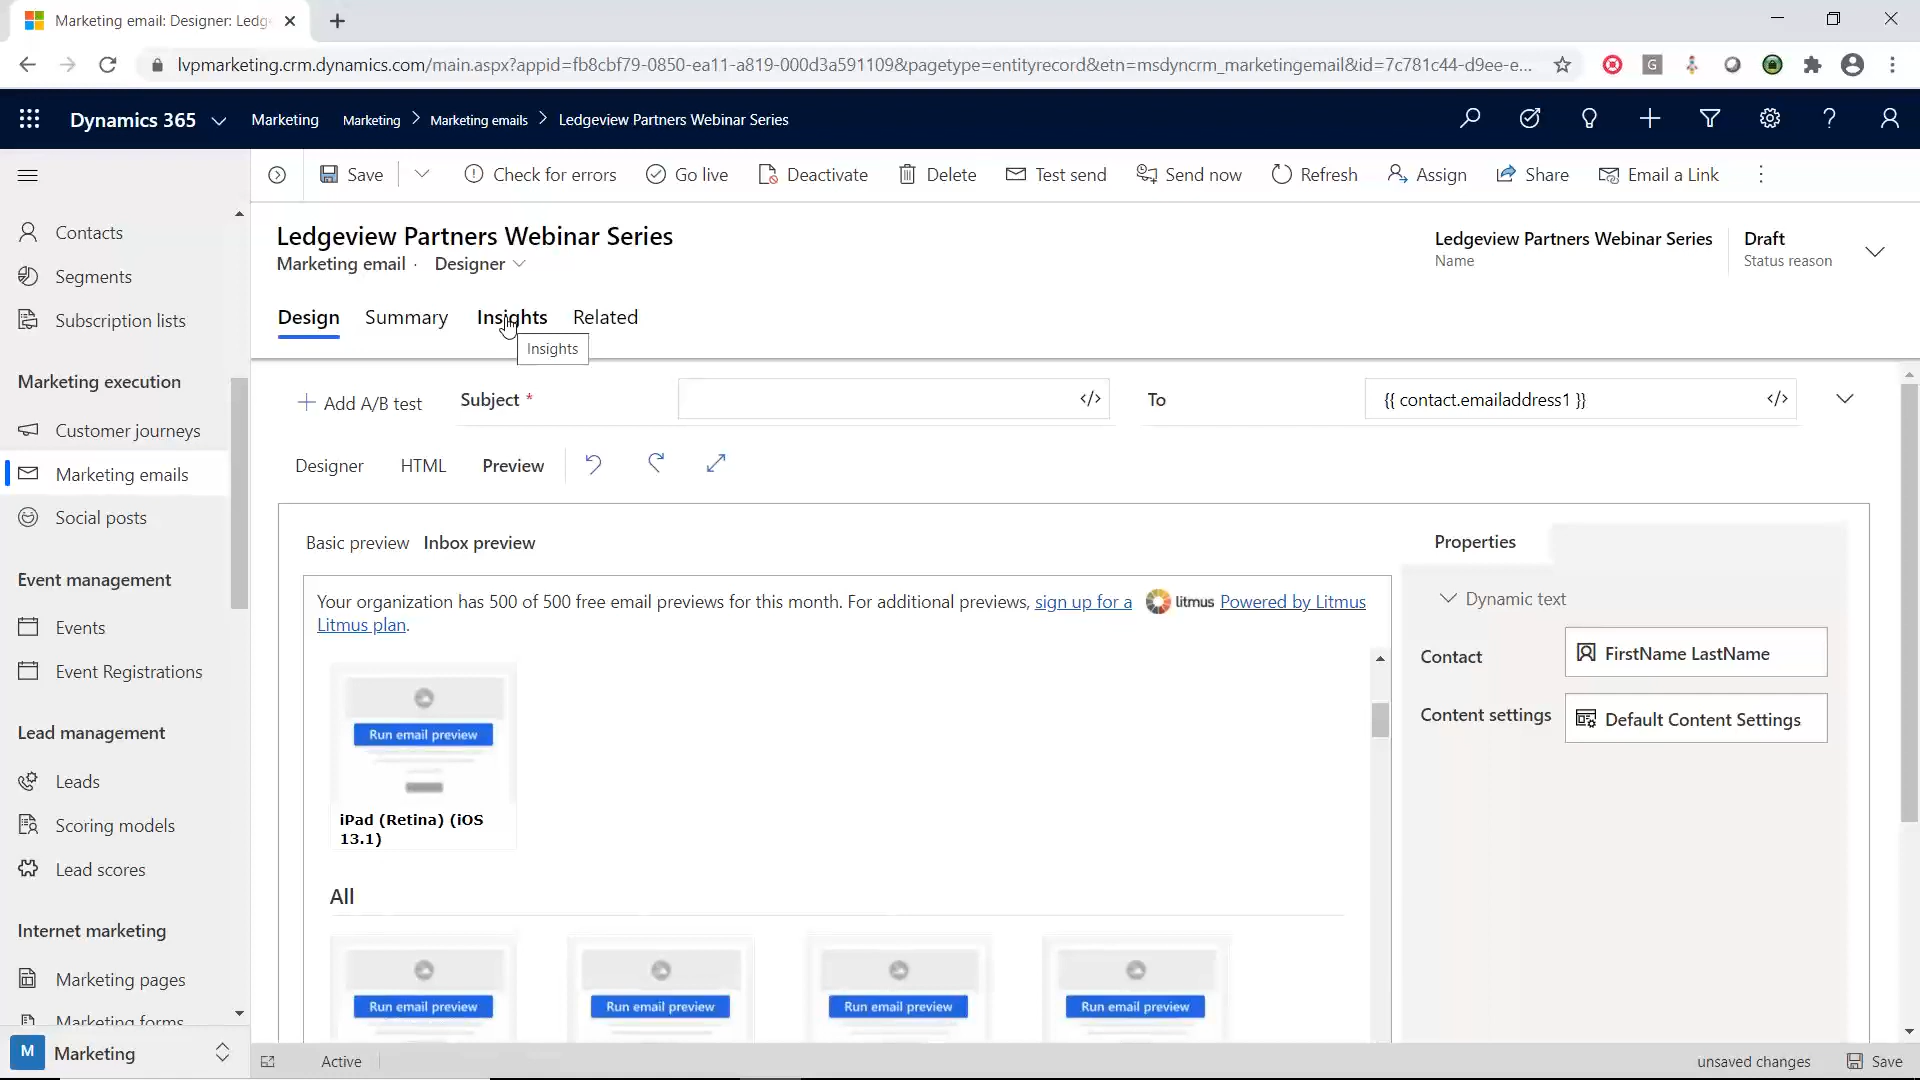 Marketing email: Designer: Ledg
lvpmarketing.crm.dynamics.com/main.aspx?appid=fb8cbf79-0850-ea11-a819-000d3a591109&pagetype=entityrecord&etn=msdyncrm_marketingemail&id=7c781c44-d9ee-e...
G
Dynamics 365
Marketing
Marketing > Marketing emails > Ledgeview Partners Webinar Series
Save
Check for errors
Go live
Deactivate
Delete
Test send
Send now
Refresh
Assign
Share
Email a Link
Contacts
Segments
Subscription lists
Marketing execution
Customer journeys
Marketing emails
Social posts
Event management
Events
Event Registrations
Lead management
Leads
Scoring models
Lead scores
Internet marketing
Marketing pages
Marketing forms
M Marketing
Ledgeview Partners Webinar Series
Marketing email · Designer
Ledgeview Partners Webinar Series
Name
Draft
Status reason
Design Summary Insights Related
Insights
+ Add A/B test
Subject *
</>
To
{{ contact.emailaddress1 }}
</>
Designer HTML Preview
Basic preview Inbox preview
Your organization has 500 of 500 free email previews for this month. For additional previews, sign up for a
Litmus plan.
litmus Powered by Litmus
Run email preview
iPad (Retina) (iOS
13.1)
All
Run email preview
Run email preview
Run email preview
Run email preview
Properties
Dynamic text
Contact
FirstName LastName
Content settings
Default Content Settings
Active
unsaved changes
Save